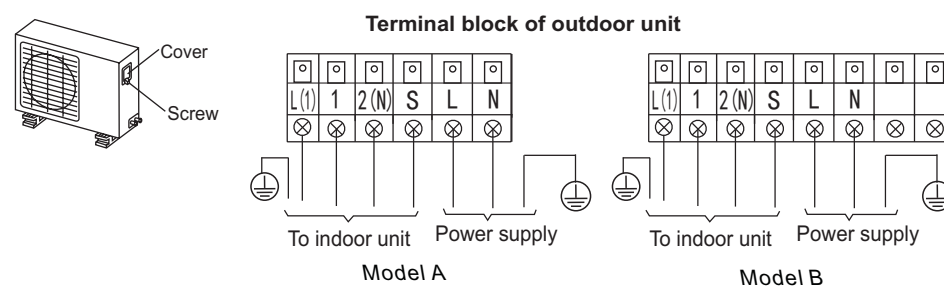 Terminal block of outdoor unit
Cover
Screw
L(1) 1 2(N) S L N
To indoor unit Power supply
Model A
L(1) 1 2(N) S L N
To indoor unit Power supply
Model B